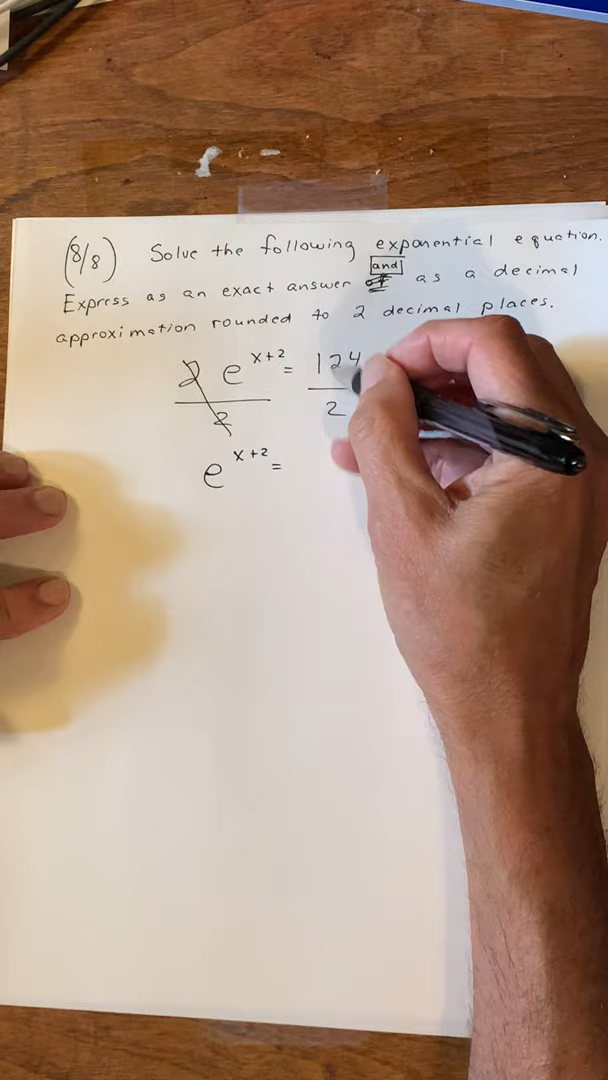 (8/8) Solve the following exponential equation.
Express as an exact answer and as a decimal
approximation rounded to 2 decimal places.
2 e^{x+2} = 124
2 2
e^{x+2} =